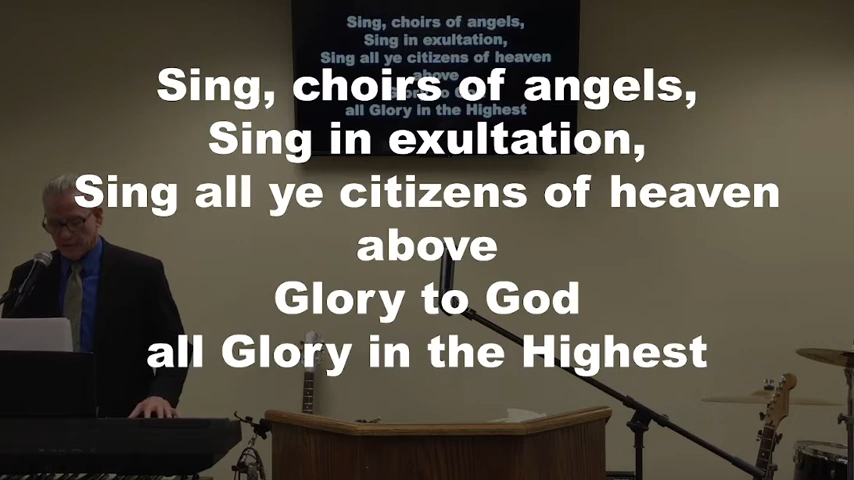 Sing, choirs of angels,
Sing in exultation,
Sing all ye citizens of heaven
all Glory in the Highest
Sing, choirs of angels,
Sing in exultation,
Sing all ye citizens of heaven
above
Glory to God
all Glory in the Highest